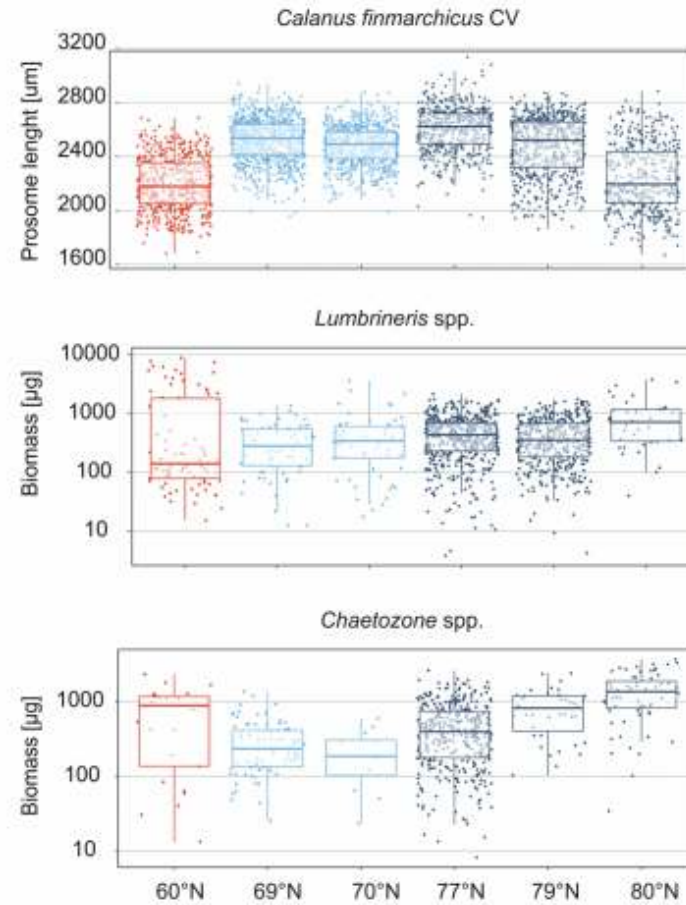 Calanus finmarchicus CV
Prosome lenght [um]
3200
2800
2400
2000
1600
Lumbrineris spp.
Biomass [µg]
10000
1000
100
10
Chaetozone spp.
Biomass [µg]
1000
100
10
60°N 69°N 70°N 77°N 79°N 80°N